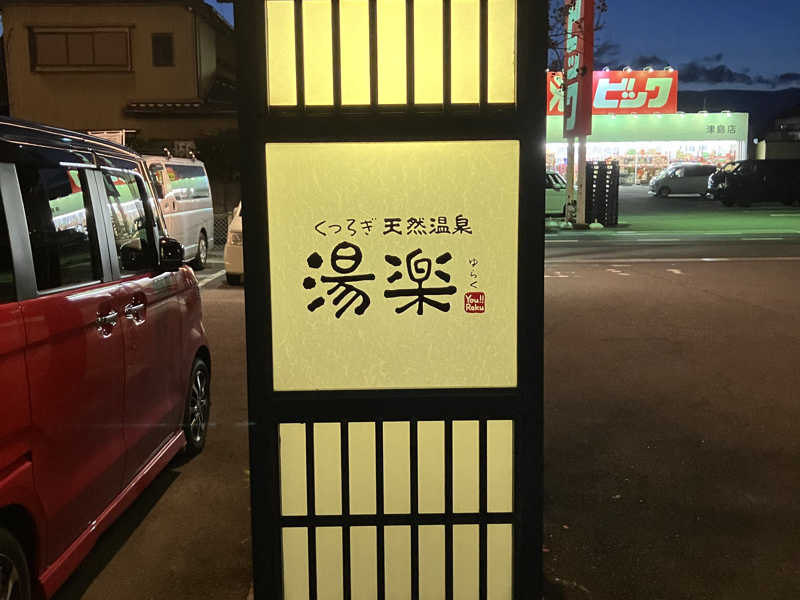 くつろぎ 天然温泉
湯楽
ゆらく
You!!
Raku
ビック
津島店